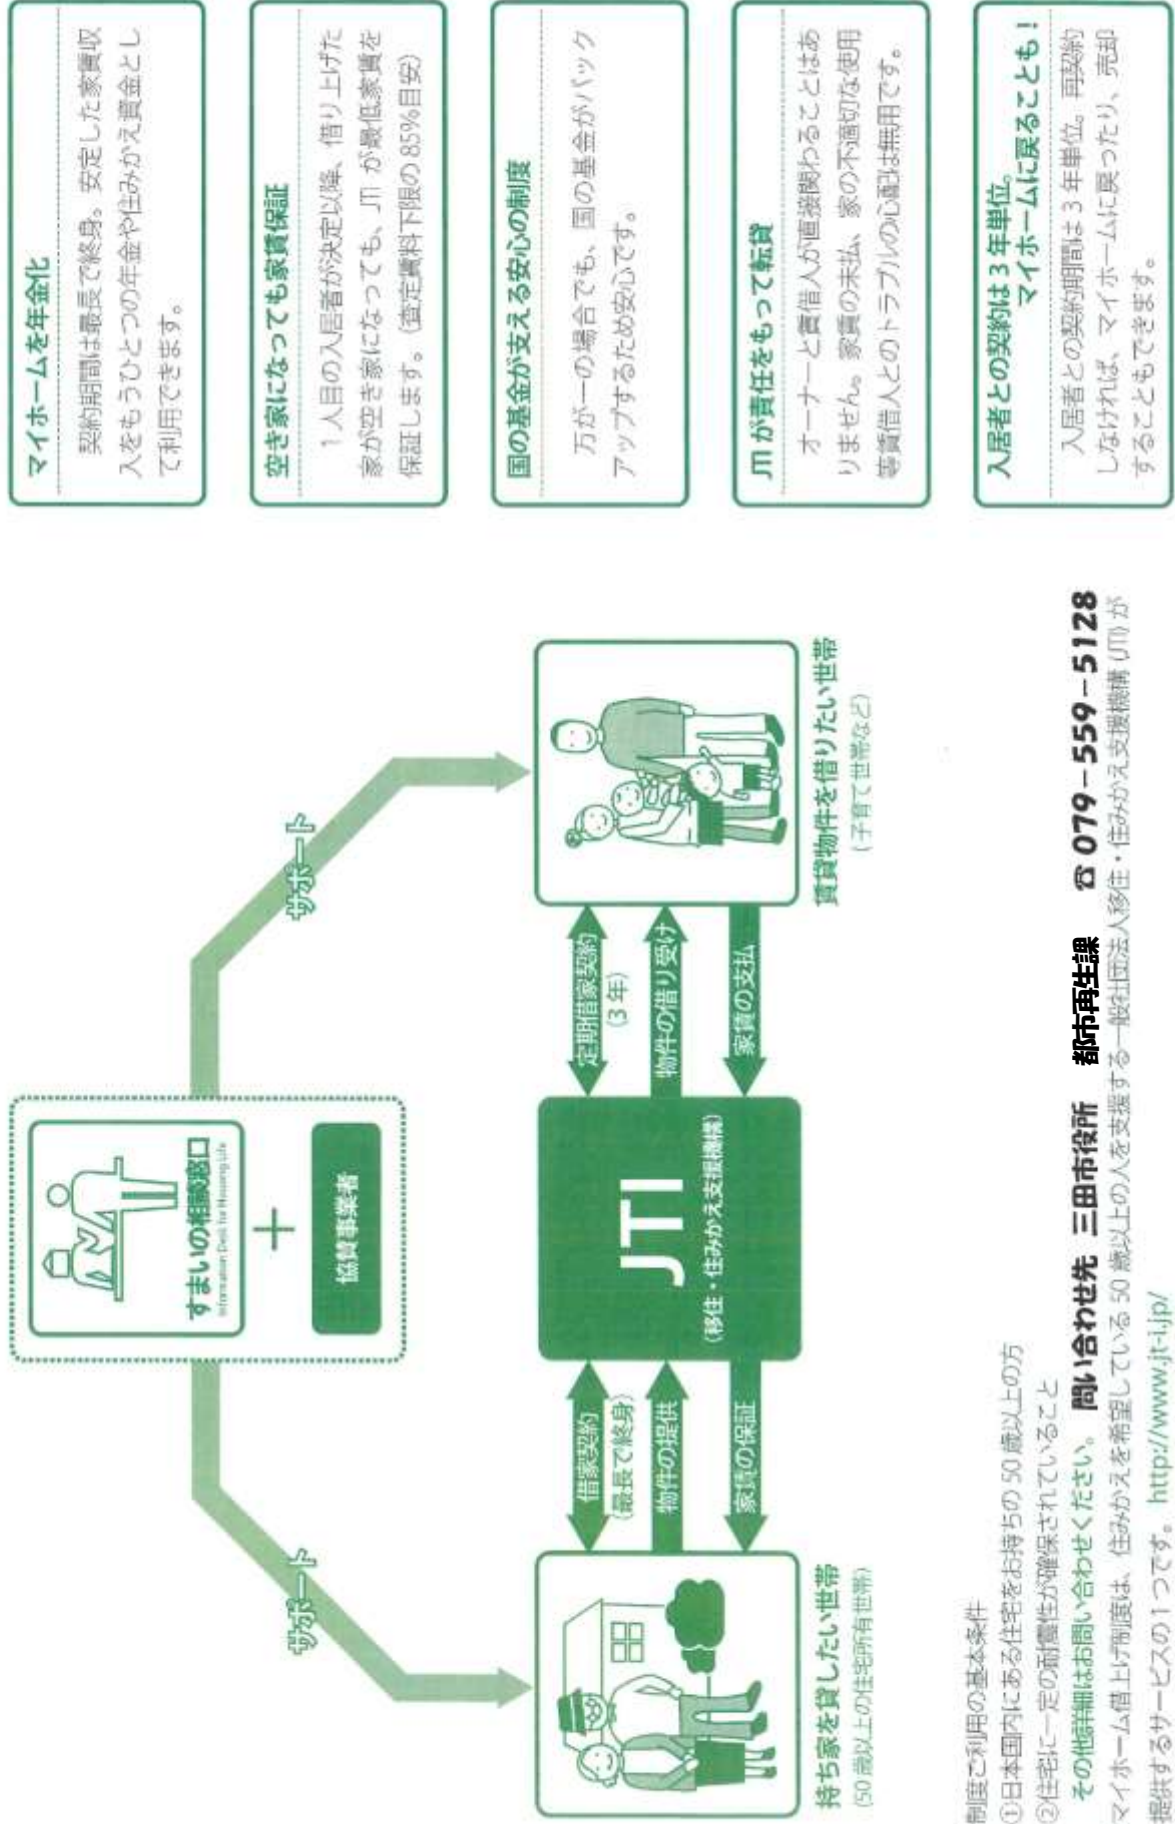 すまいの相談窓口
Information Desk for Housing Life
＋
協賛事業者
サポート
サポート
持ち家を貸したい世帯
(50 歳以上の住宅所有世帯)
借家契約
(最長で終身)
物件の提供
家賃の保証
JTI
(移住・住みかえ支援機構)
定期借家契約
(3 年)
物件の借り受け
家賃の支払
賃貸物件を借りたい世帯
(子育て世帯など)
制度ご利用の基本条件
①日本国内にある住宅をお持ちの 50 歳以上の方
②住宅に一定の耐震性が確保されていること
その他詳細はお問い合わせください。 問い合わせ先 三田市役所 都市再生課 ☎ 079-559-5128
マイホーム借上げ制度は、住みかえを希望している 50 歳以上の人を支援する一般社団法人移住・住みかえ支援機構 (JTI) が
提供するサービスの 1 つです。 http://www.jt-i.jp/
マイホームを年金化
契約期間は最長で終身。安定した家賃収
入をもうひとつの年金や住みかえ資金とし
て利用できます。
空き家になっても家賃保証
1 人目の入居者が決定以降、借り上げた
家が空き家になっても、JTI が最低家賃を
保証します。(査定賃料下限の 85%目安)
国の基金が支える安心の制度
万が一の場合でも、国の基金がバック
アップするため安心です。
JTI が責任をもって転貸
オーナーと賃借人が直接関わることはあ
りません。家賃の未払、家の不適切な使用
等賃借人とのトラブルの心配は無用です。
入居者との契約は 3 年単位。
マイホームに戻ることも！
入居者との契約期間は 3 年単位。再契約
しなければ、マイホームに戻ったり、売却
することもできます。